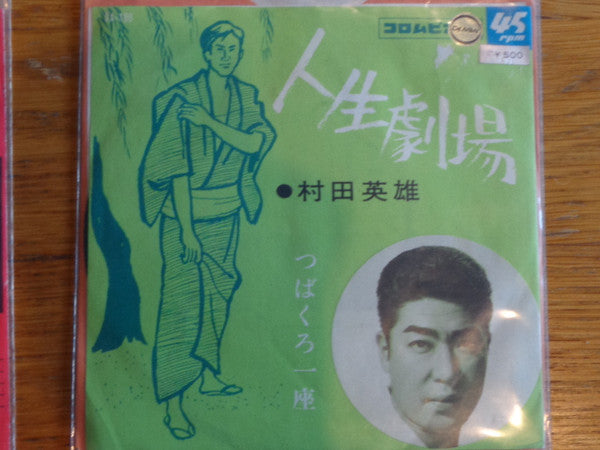 コロムビ
45
rpm
¥500
人生劇場
●村田英雄
つばくろ一座